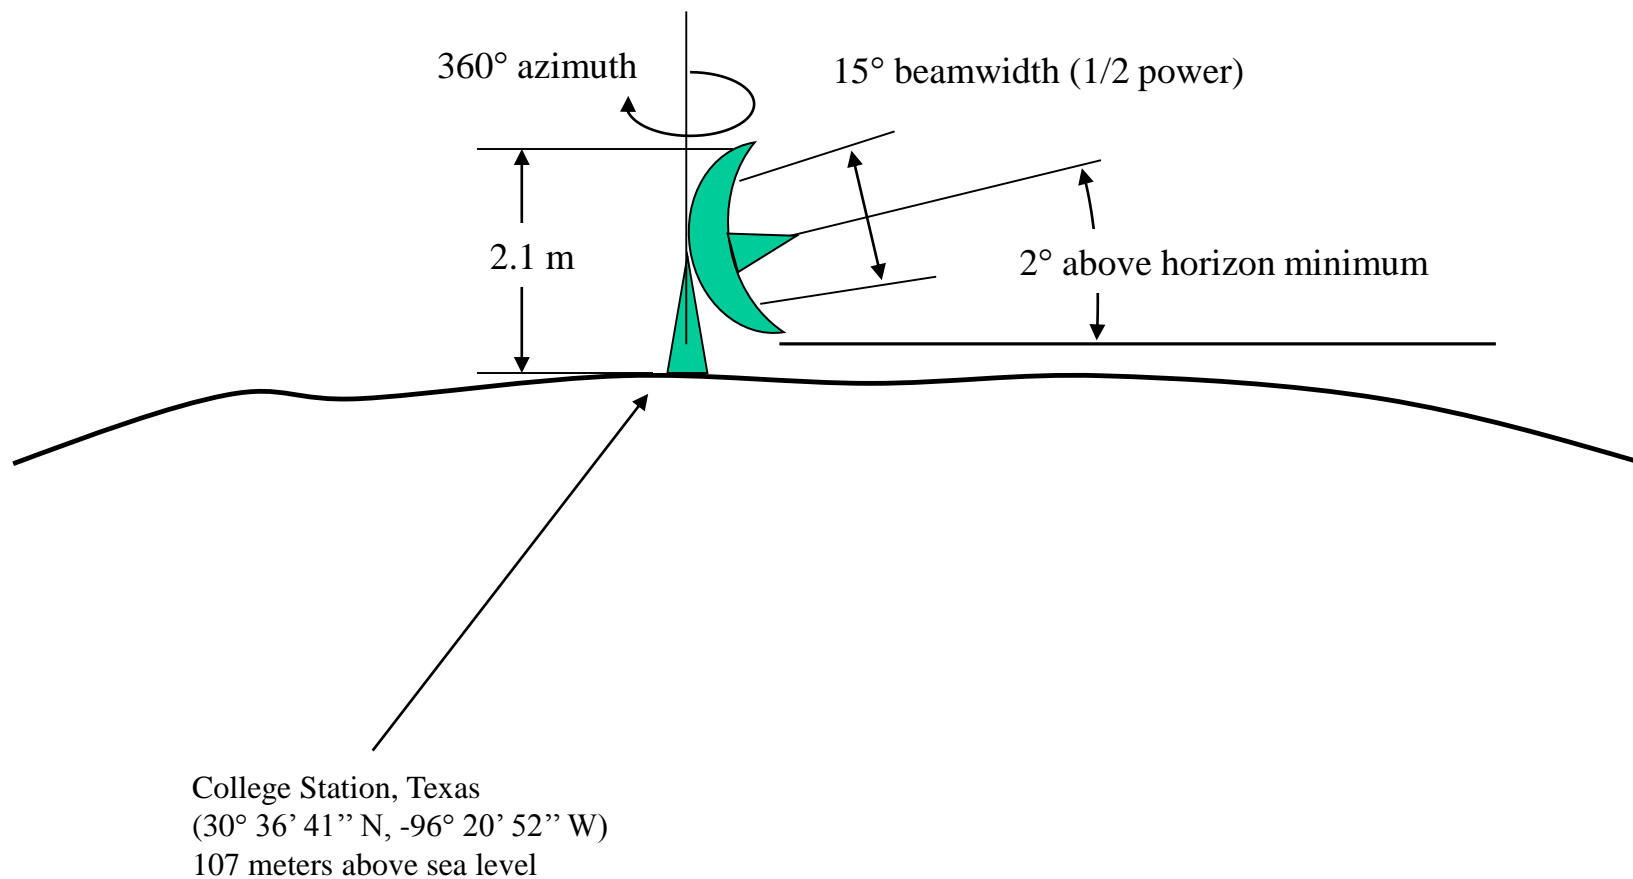 360° azimuth
15° beamwidth (1/2 power)
2.1 m
2° above horizon minimum
College Station, Texas
(30° 36’ 41’’ N, -96° 20’ 52’’ W)
107 meters above sea level